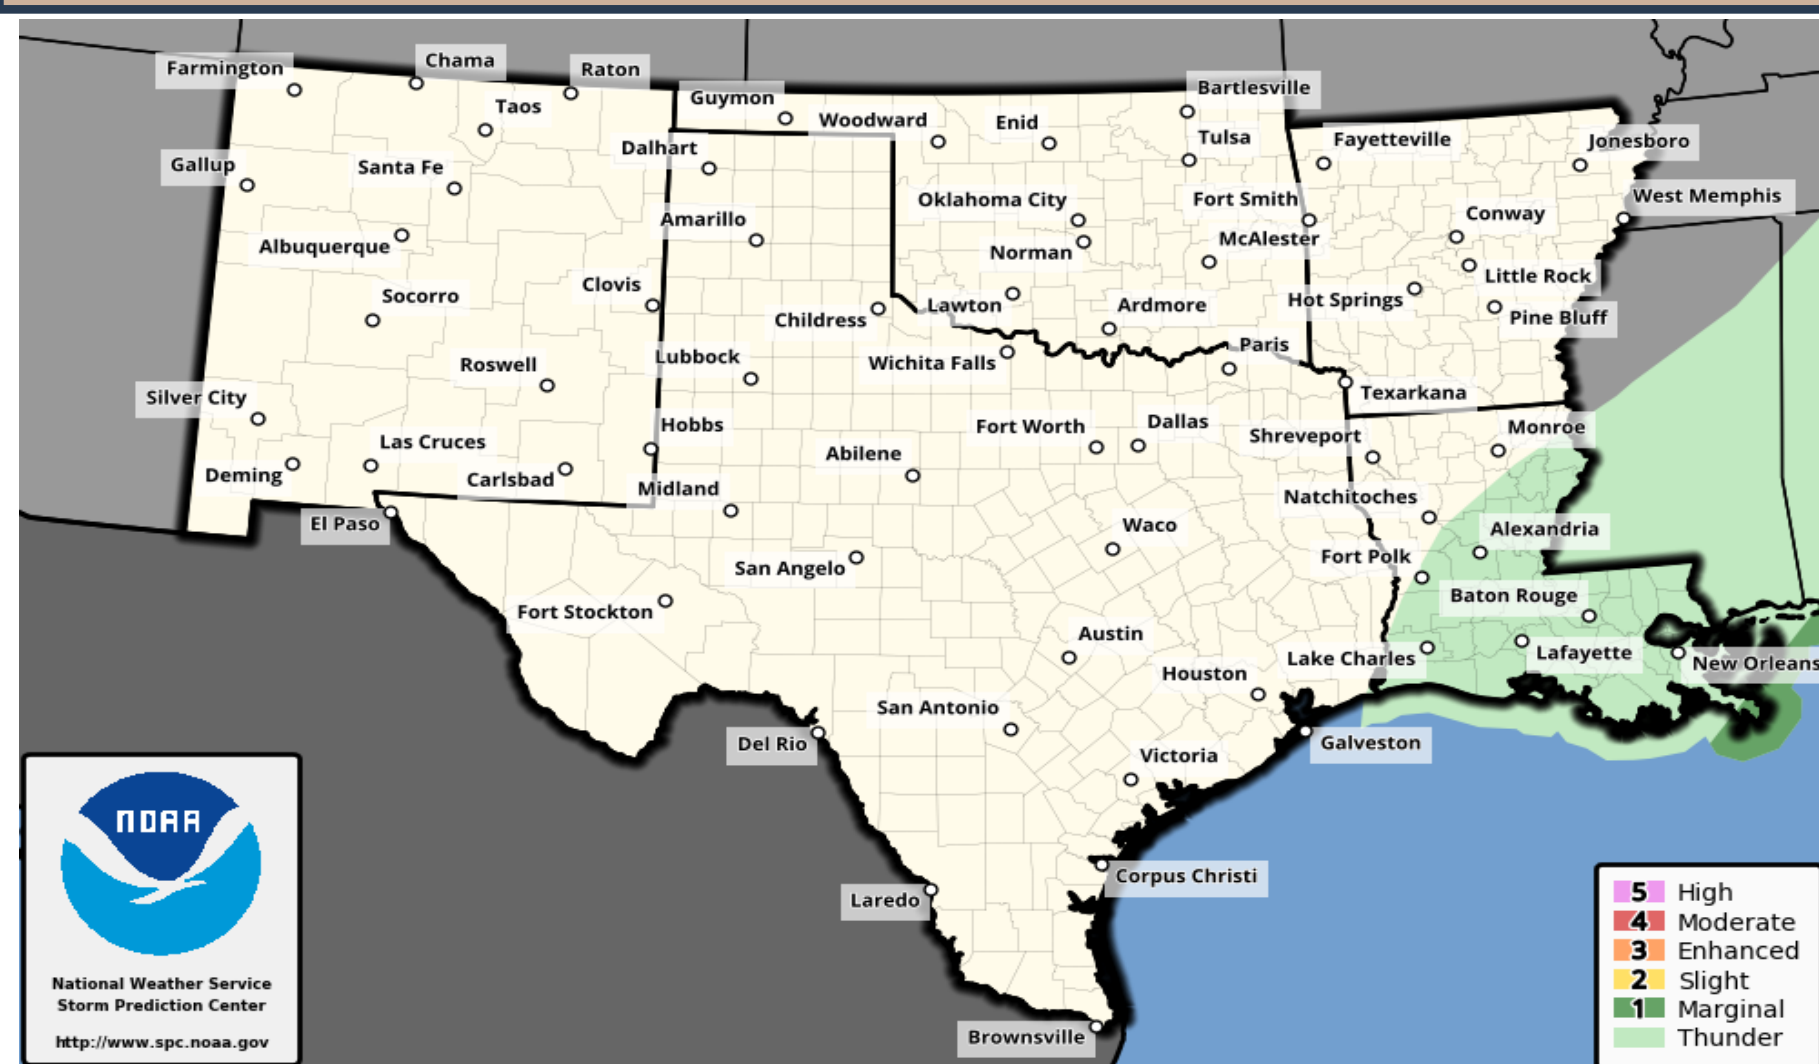 Farmington
Chama
Raton
Guymon
Bartlesville
Taos
Woodward
Enid
Tulsa
Fayetteville
Jonesboro
Gallup
Santa Fe
Dalhart
Oklahoma City
Fort Smith
West Memphis
Amarillo
Conway
Albuquerque
Norman
McAlester
Little Rock
Socorro
Clovis
Childress
Lawton
Ardmore
Hot Springs
Pine Bluff
Roswell
Lubbock
Wichita Falls
Paris
Silver City
Texarkana
Las Cruces
Hobbs
Fort Worth
Dallas
Shreveport
Monroe
Deming
Carlsbad
Midland
Abilene
Natchitoches
El Paso
Waco
Alexandria
San Angelo
Fort Polk
Fort Stockton
Baton Rouge
Austin
Lake Charles
Lafayette
New Orleans
Houston
San Antonio
Del Rio
Galveston
Victoria
Corpus Christi
Laredo
Brownsville
NOAA
National Weather Service
Storm Prediction Center
http://www.spc.noaa.gov
5 High
4 Moderate
3 Enhanced
2 Slight
1 Marginal
Thunder